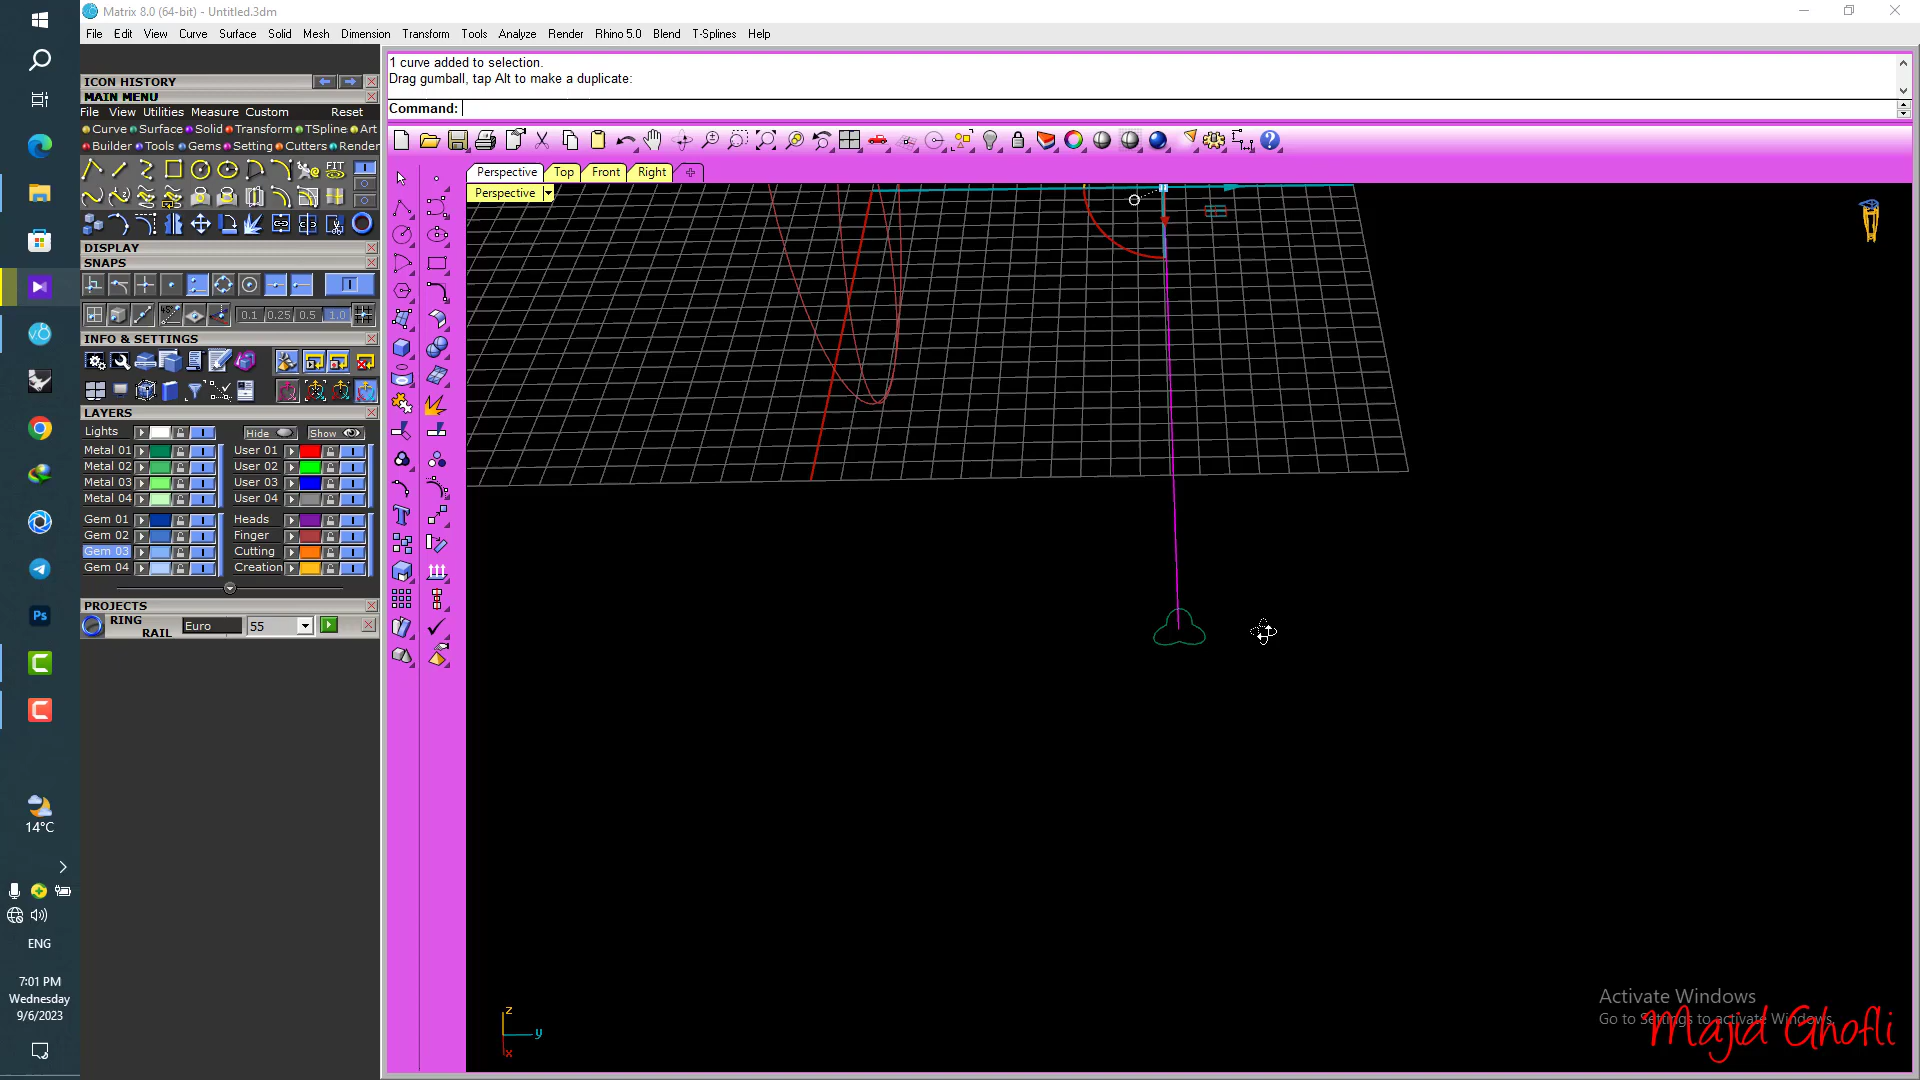 Matrix 8.0 (64-bit) - Untitled.3dm
File Edit View Curve Surface Solid Mesh Dimension Transform Tools Analyze Render Rhino 5.0 Blend T-Splines Help
1 curve added to selection.
Drag gumball, tap Alt to make a duplicate:
Command:
ICON HISTORY
MAIN MENU
File View Utilities Measure Custom Reset
Curve Surface Solid Transform TSpline Art
Builder Tools Gems Setting Cutters Render
FIT
DISPLAY
SNAPS
0.1 0.25 0.5 1.0
INFO & SETTINGS
LAYERS
Lights Hide Show
Metal 01 User 01
Metal 02 User 02
Metal 03 User 03
Metal 04 User 04
Gem 01 Heads
Gem 02 Finger
Gem 03 Cutting
Gem 04 Creation
PROJECTS
RING RAIL Euro 55
Perspective Top Front Right
Perspective
z
y
x
14°C
ENG
7:01 PM
Wednesday
9/6/2023
Activate Windows
Go to Settings to activate Windows.
Majid Ghofli